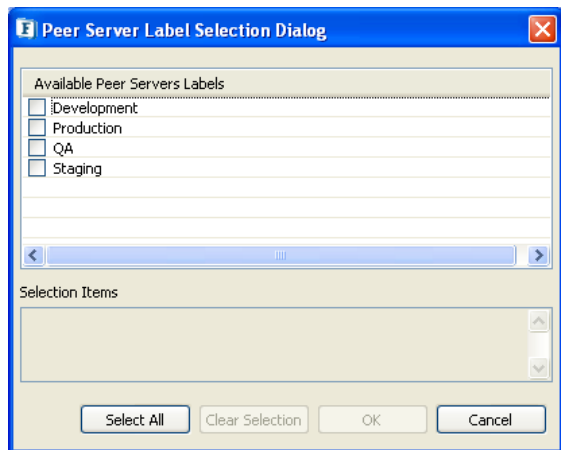 Peer Server Label Selection Dialog
Available Peer Servers Labels
Development
Production
QA
Staging
Selection Items
Select All Clear Selection OK Cancel